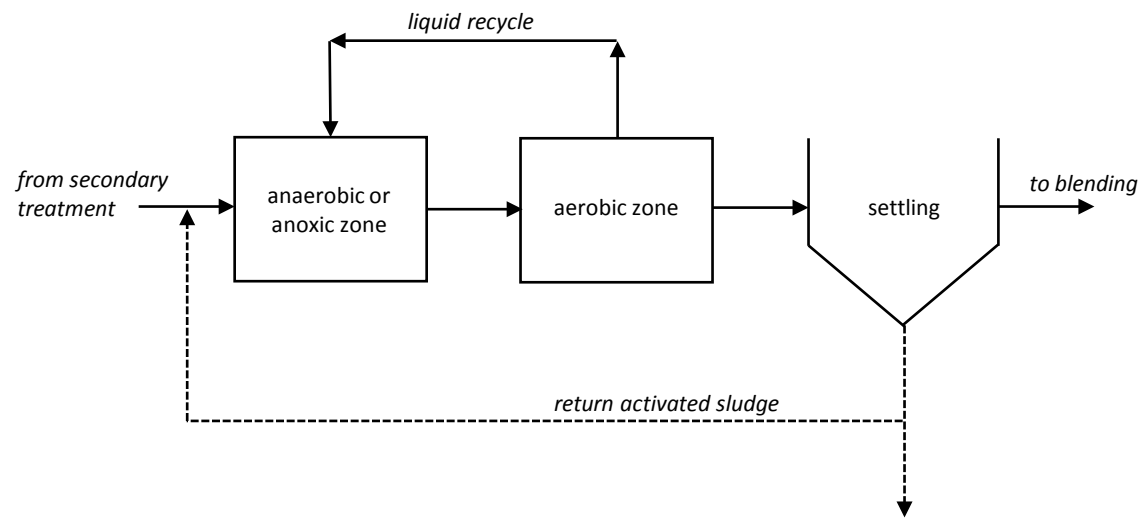 liquid recycle
from secondary
treatment
anaerobic or
anoxic zone
aerobic zone
settling
to blending
return activated sludge